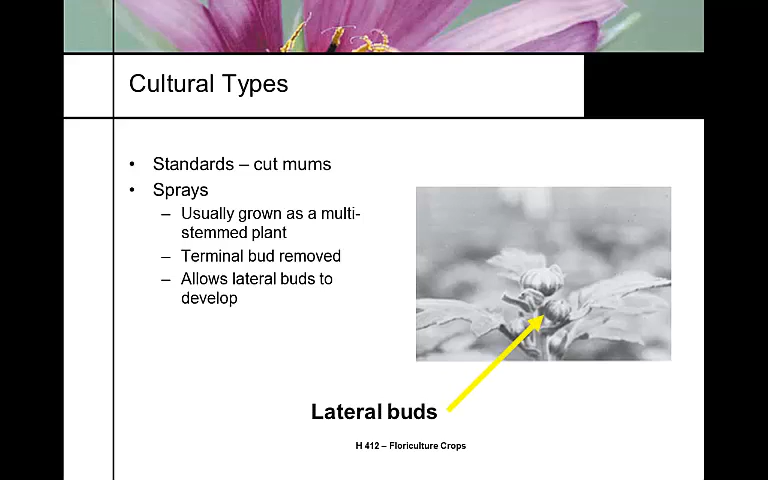 Cultural Types
• Standards – cut mums
• Sprays
– Usually grown as a multi-
stemmed plant
– Terminal bud removed
– Allows lateral buds to
develop
Lateral buds
H 412 – Floriculture Crops